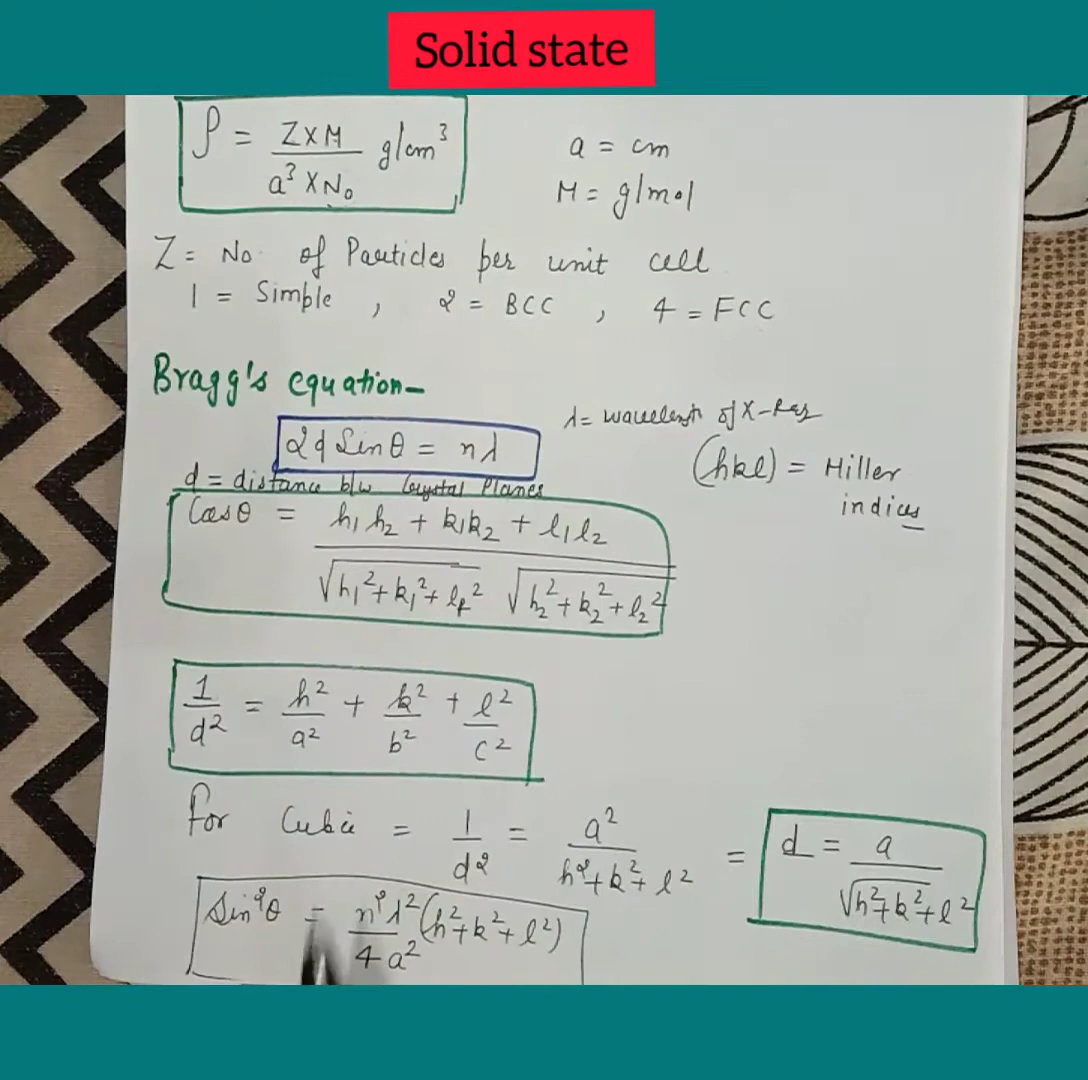 Solid state
ρ = Z×M / a³ × N₀ g/cm³
a = cm
M = g/mol
Z = No. of Particles per unit cell
1 = Simple , 2 = BCC , 4 = FCC
Bragg's equation–
2d Sinθ = nλ
λ = wavelength of X-Ray
(hkl) = Miller indices
d = distance b/w Crystal Planes
Cosθ = h₁h₂ + k₁k₂ + l₁l₂ / √h₁²+k₁²+l₁² √h₂²+k₂²+l₂²
1/d² = h²/a² + k²/b² + l²/c²
for Cubic = 1/d² = a² / h²+k²+l² = d = a / √h²+k²+l²
Sin²θ = n²λ²/4a² (h²+k²+l²)